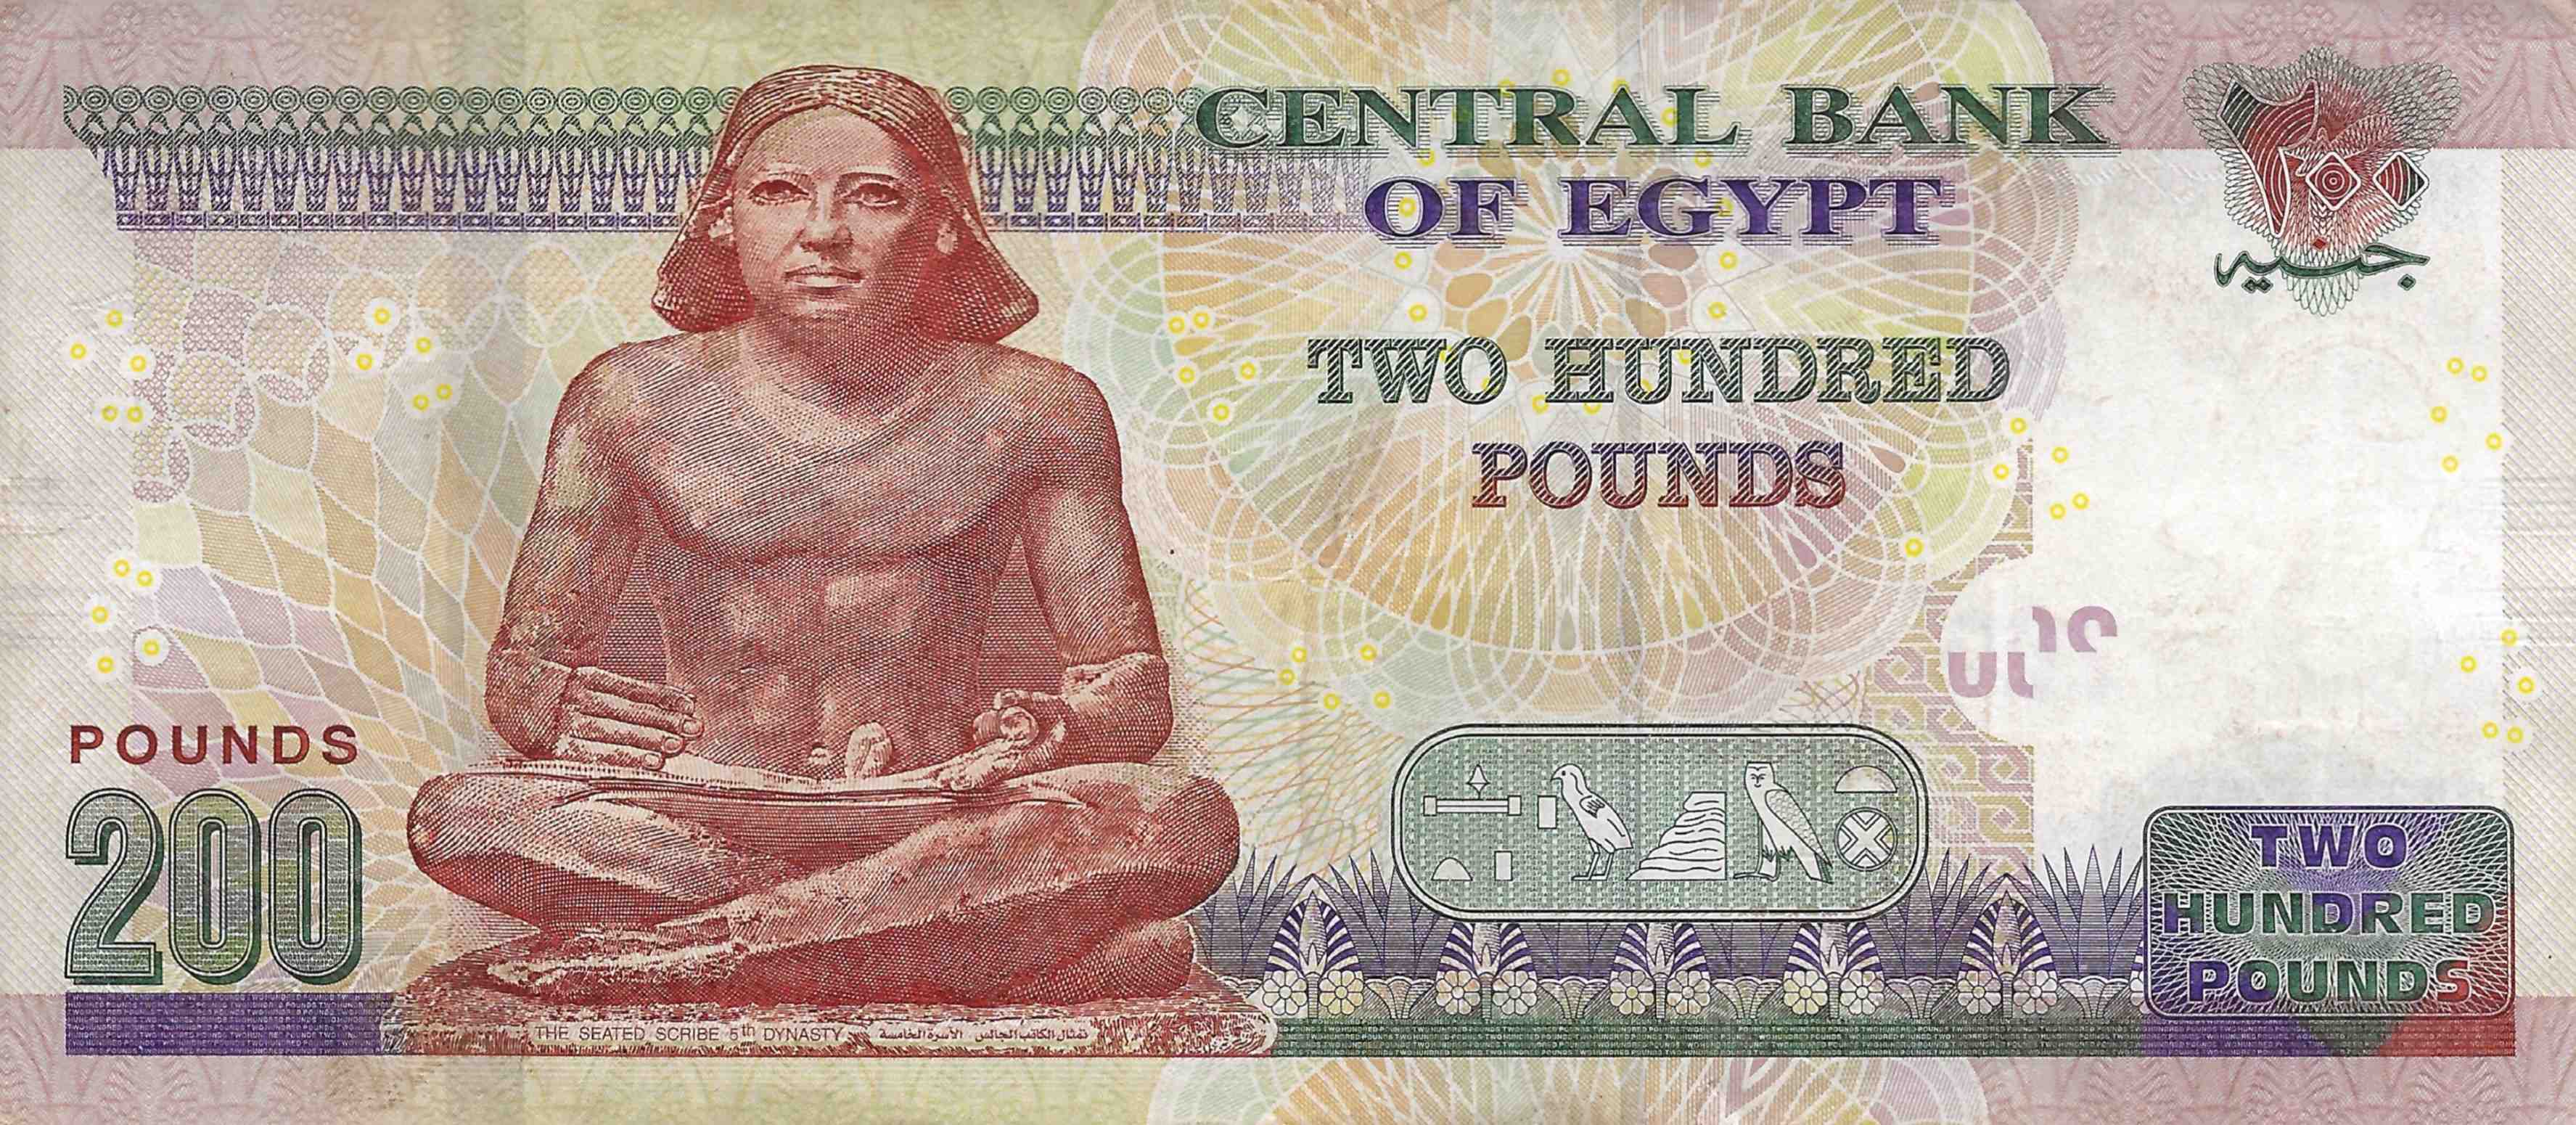 CENTRAL BANK
OF EGYPT
٢٠٠
جنيه
TWO HUNDRED
POUNDS
POUNDS
200
TWO
HUNDRED
POUNDS
THE SEATED SCRIBE 5th DYNASTY تمثال الكاتب الجالس الأسرة الخامسة